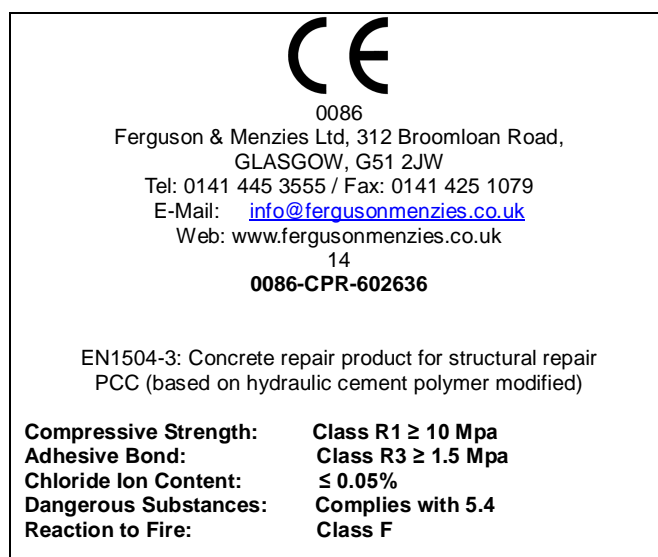 CE
0086
Ferguson & Menzies Ltd, 312 Broomloan Road,
GLASGOW, G51 2JW
Tel: 0141 445 3555 / Fax: 0141 425 1079
E-Mail: info@fergusonmenzies.co.uk
Web: www.fergusonmenzies.co.uk
14
0086-CPR-602636
EN1504-3: Concrete repair product for structural repair
PCC (based on hydraulic cement polymer modified)
Compressive Strength: Class R1 ≥ 10 Mpa
Adhesive Bond: Class R3 ≥ 1.5 Mpa
Chloride Ion Content: ≤ 0.05%
Dangerous Substances: Complies with 5.4
Reaction to Fire: Class F